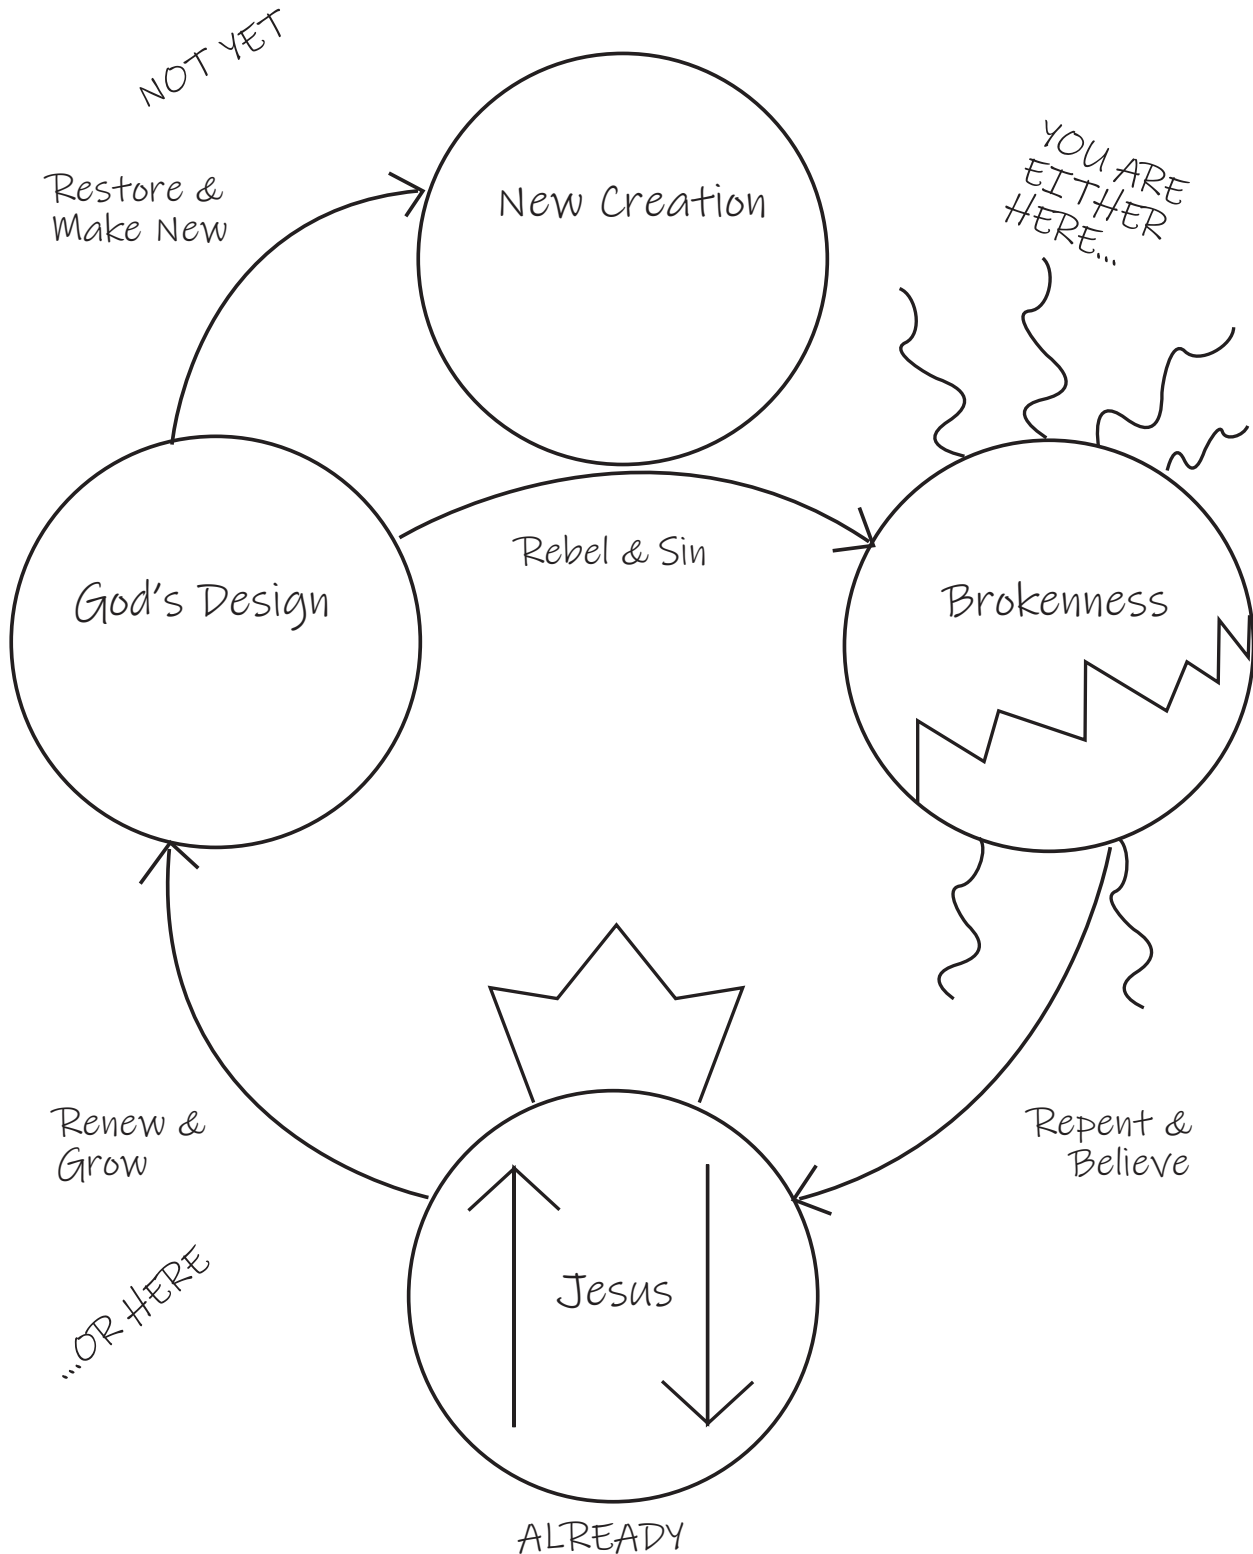 NOT YET
Restore &
Make New
New Creation
YOU ARE
EITHER
HERE...
Rebel & Sin
God's Design
Brokenness
Renew &
Grow
Repent &
Believe
Jesus
...OR HERE
ALREADY